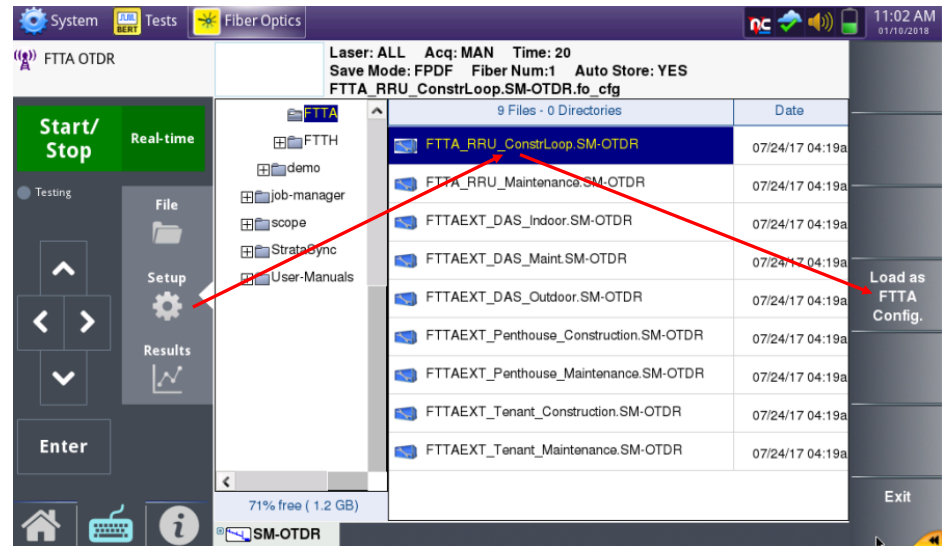 System
BERT
Tests
Fiber Optics
11:02 AM
01/10/2018
FTTA OTDR
Laser: ALL Acq: MAN Time: 20
Save Mode: FPDF Fiber Num:1 Auto Store: YES
FTTA_RRU_ConstrLoop.SM-OTDR.fo_cfg
Start/
Stop
Real-time
Testing
File
Setup
Results
Enter
FTTA
FTTH
demo
job-manager
scope
StrataSync
User-Manuals
71% free ( 1.2 GB)
9 Files - 0 Directories
Date
FTTA_RRU_ConstrLoop.SM-OTDR 07/24/17 04:19a
FTTA_RRU_Maintenance.SM-OTDR 07/24/17 04:19a
FTTAEXT_DAS_Indoor.SM-OTDR 07/24/17 04:19a
FTTAEXT_DAS_Maint.SM-OTDR 07/24/17 04:19a
FTTAEXT_DAS_Outdoor.SM-OTDR 07/24/17 04:19a
FTTAEXT_Penthouse_Construction.SM-OTDR 07/24/17 04:19a
FTTAEXT_Penthouse_Maintenance.SM-OTDR 07/24/17 04:19a
FTTAEXT_Tenant_Construction.SM-OTDR 07/24/17 04:19a
FTTAEXT_Tenant_Maintenance.SM-OTDR 07/24/17 04:19a
Load as
FTTA
Config.
Exit
SM-OTDR